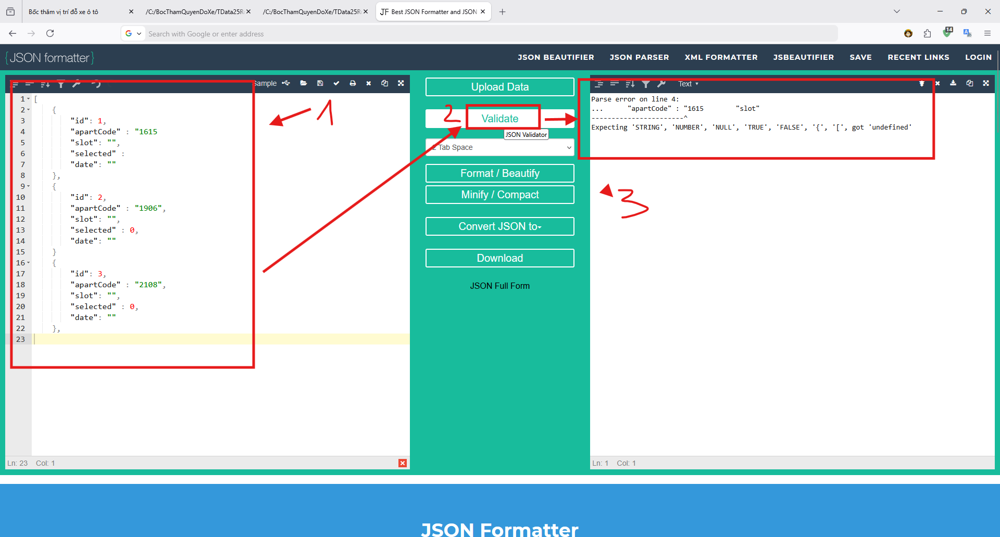 Bốc thăm vị trí đỗ xe ô tô
/C:/BocThamQuyenDoXe/TData25R
/C:/BocThamQuyenDoXe/TData25R
JF Best JSON Formatter and JSON
Search with Google or enter address
14
{JSON formatter}
JSON BEAUTIFIER
JSON PARSER
XML FORMATTER
JSBEAUTIFIER
SAVE
RECENT LINKS
LOGIN
Sample
1 [
2 {
3 "id": 1,
4 "apartCode" : "1615
5 "slot": "",
6 "selected" :
7 "date": ""
8 },
9 {
10 "id": 2,
11 "apartCode" : "1906",
12 "slot": "",
13 "selected" : 0,
14 "date": ""
15 }
16 {
17 "id": 3,
18 "apartCode" : "2108",
19 "slot": "",
20 "selected" : 0,
21 "date": ""
22 },
23
Ln: 23 Col: 1
1
Upload Data
2
Validate
JSON Validator
2 Tab Space
Format / Beautify
Minify / Compact
Convert JSON to
Download
JSON Full Form
Text
Parse error on line 4:
... "apartCode" : "1615 "slot"
-----------------------^
Expecting 'STRING', 'NUMBER', 'NULL', 'TRUE', 'FALSE', '{', '[', got 'undefined'
3
Ln: 1 Col: 1
JSON Formatter